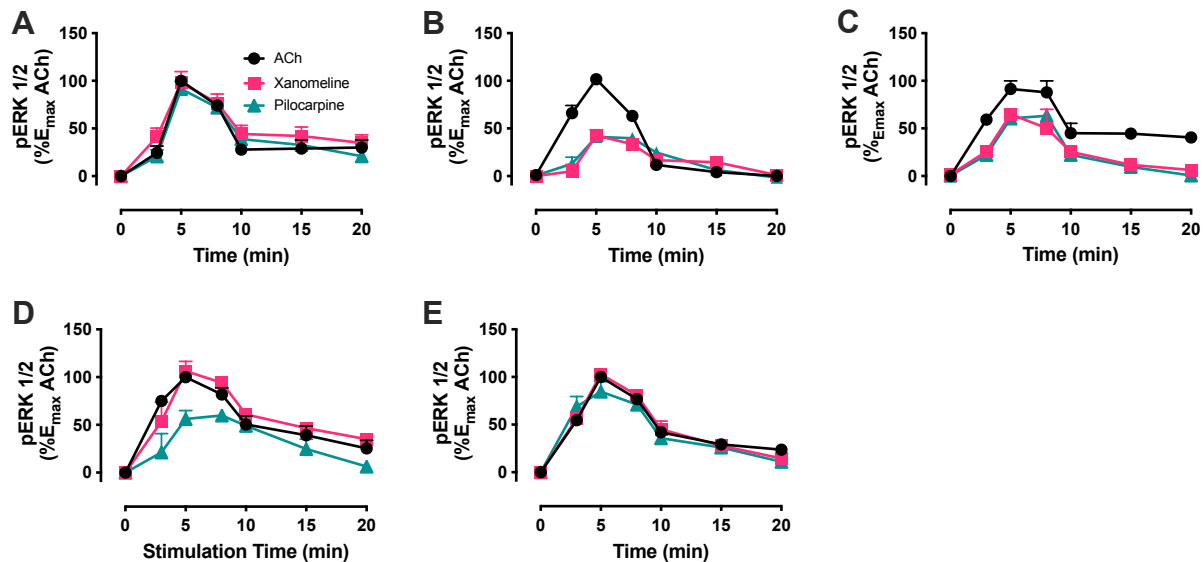 A
pERK 1/2
(%Emax ACh)
150
100
50
0
ACh
Xanomeline
Pilocarpine
0 5 10 15 20
Time (min)
B
pERK 1/2
(%Emax ACh)
150
100
50
0
0 5 10 15 20
Time (min)
C
pERK 1/2
(%Emax ACh)
150
100
50
0
0 5 10 15 20
Time (min)
D
pERK 1/2
(%Emax ACh)
150
100
50
0
0 5 10 15 20
Stimulation Time (min)
E
pERK 1/2
(%Emax ACh)
150
100
50
0
0 5 10 15 20
Time (min)